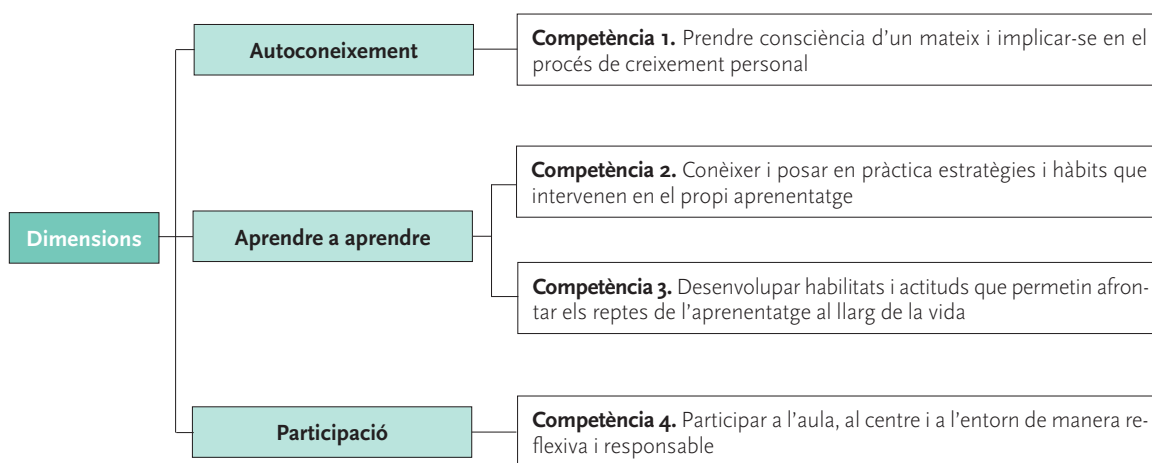 Autoconeixement
Competència 1. Prendre consciència d’un mateix i implicar-se en el
procés de creixement personal
Competència 2. Conèixer i posar en pràctica estratègies i hàbits que
intervenen en el propi aprenentatge
Dimensions
Aprendre a aprendre
Competència 3. Desenvolupar habilitats i actituds que permetin afron-
tar els reptes de l’aprenentatge al llarg de la vida
Participació
Competència 4. Participar a l’aula, al centre i a l’entorn de manera re-
flexiva i responsable